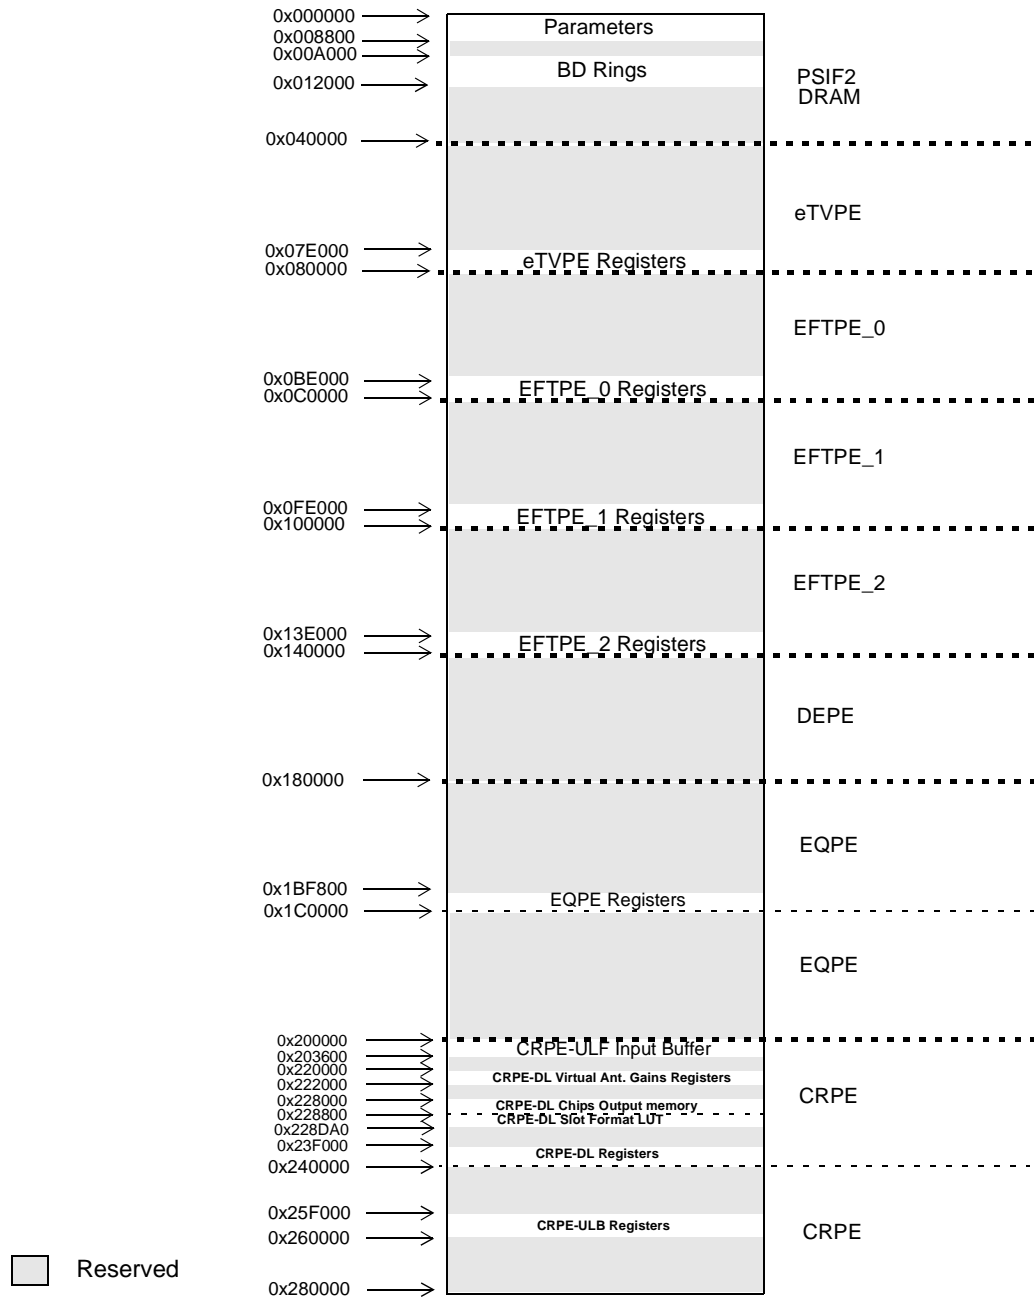 0x000000
Parameters
0x008800
0x00A000
BD Rings
0x012000
PSIF2
DRAM
0x040000
eTVPE
0x07E000
eTVPE Registers
0x080000
EFTPE_0
0x0BE000
EFTPE_0 Registers
0x0C0000
EFTPE_1
0x0FE000
EFTPE_1 Registers
0x100000
EFTPE_2
0x13E000
EFTPE_2 Registers
0x140000
DEPE
0x180000
EQPE
0x1BF800
EQPE Registers
0x1C0000
EQPE
0x200000
CRPE-ULF Input Buffer
0x203600
0x220000
CRPE-DL Virtual Ant. Gains Registers
0x222000
CRPE
0x228000
CRPE-DL Chips Output memory
0x228800
CRPE-DL Slot Format LUT
0x228DA0
0x23F000
CRPE-DL Registers
0x240000
0x25F000
CRPE-ULB Registers
CRPE
0x260000
Reserved
0x280000